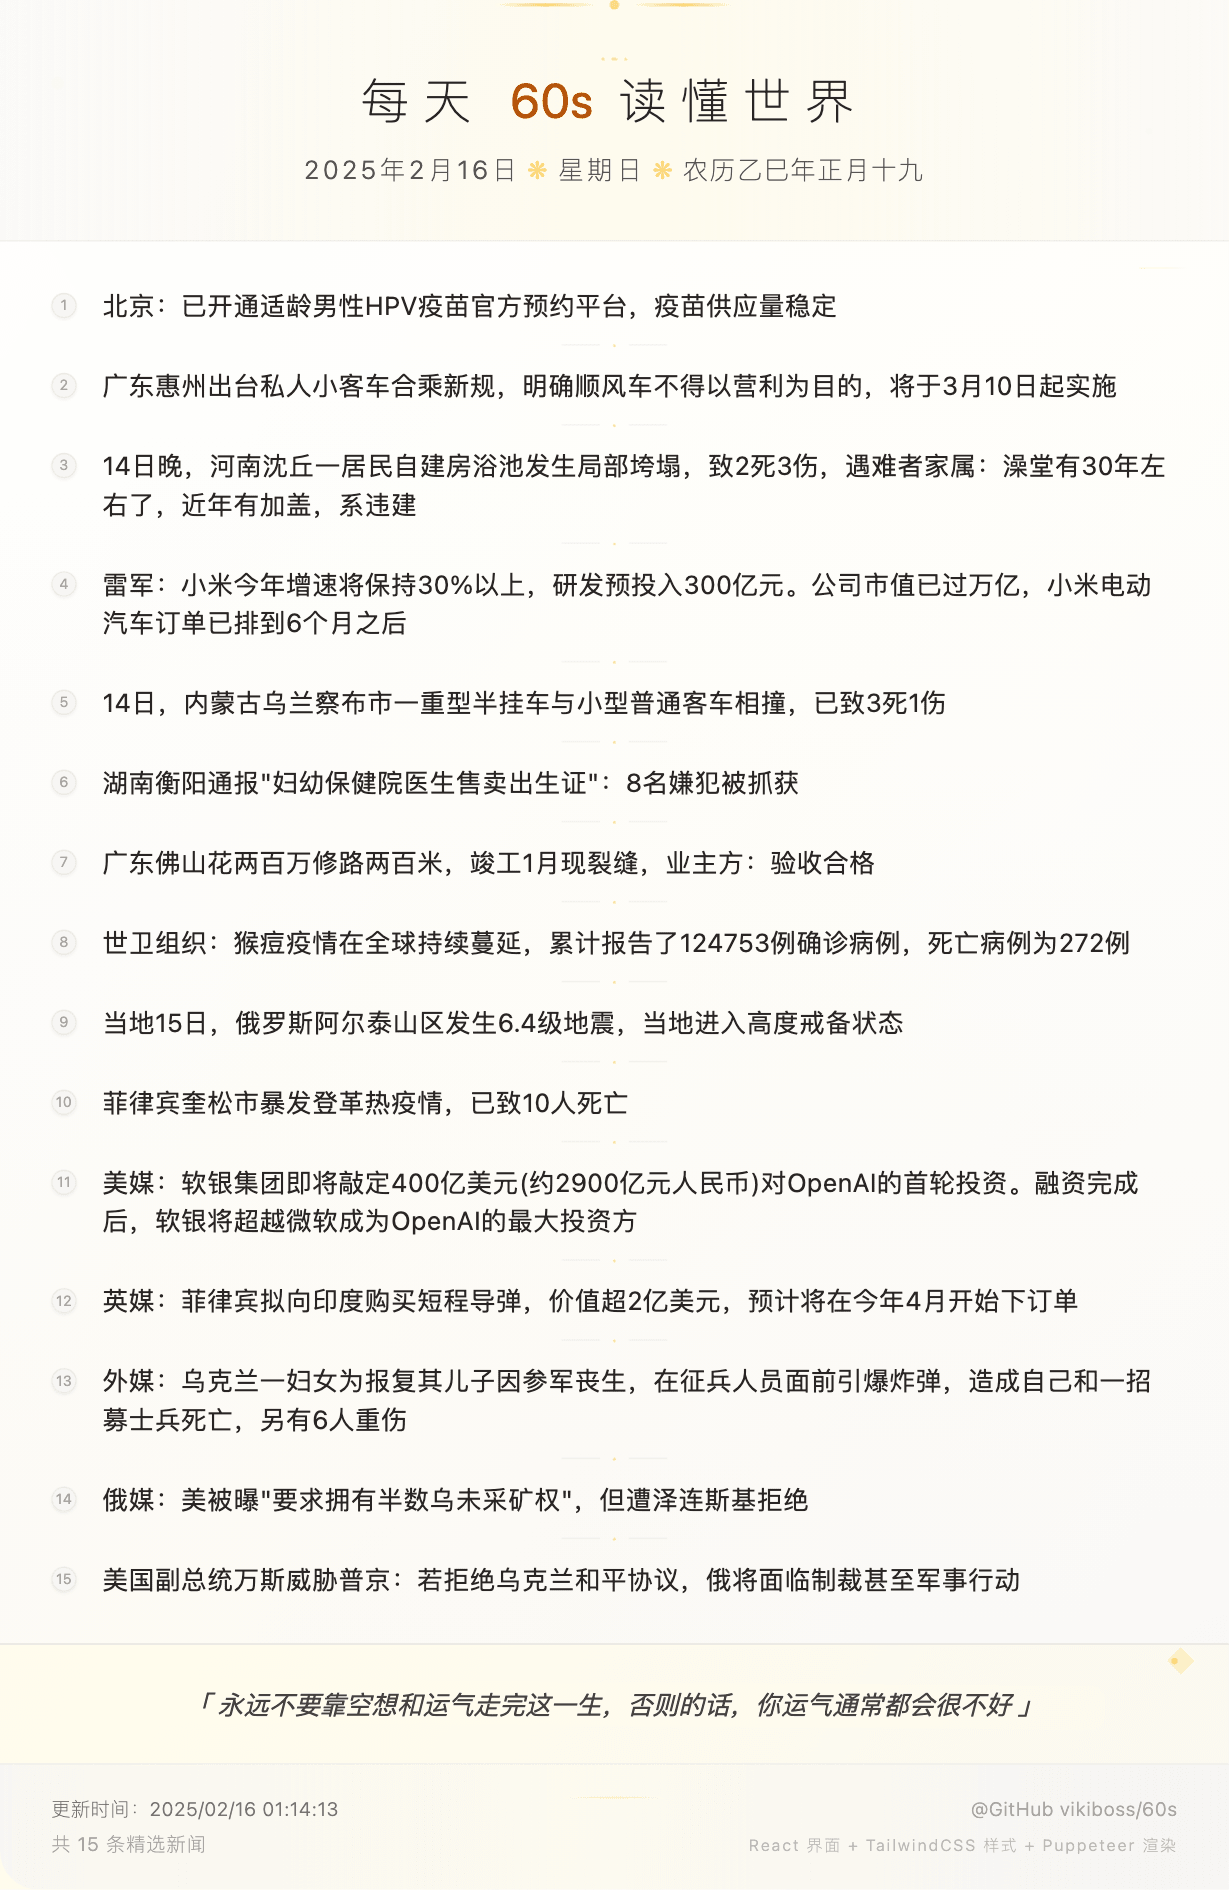 每天 60s 读懂世界
2025年2月16日 ❋ 星期日 ❋ 农历乙巳年正月十九
1 北京：已开通适龄男性HPV疫苗官方预约平台，疫苗供应量稳定
2 广东惠州出台私人小客车合乘新规，明确顺风车不得以营利为目的，将于3月10日起实施
3 14日晚，河南沈丘一居民自建房浴池发生局部垮塌，致2死3伤，遇难者家属：澡堂有30年左
右了，近年有加盖，系违建
4 雷军：小米今年增速将保持30%以上，研发预投入300亿元。公司市值已过万亿，小米电动
汽车订单已排到6个月之后
5 14日，内蒙古乌兰察布市一重型半挂车与小型普通客车相撞，已致3死1伤
6 湖南衡阳通报"妇幼保健院医生售卖出生证"：8名嫌犯被抓获
7 广东佛山花两百万修路两百米，竣工1月现裂缝，业主方：验收合格
8 世卫组织：猴痘疫情在全球持续蔓延，累计报告了124753例确诊病例，死亡病例为272例
9 当地15日，俄罗斯阿尔泰山区发生6.4级地震，当地进入高度戒备状态
10 菲律宾奎松市暴发登革热疫情，已致10人死亡
11 美媒：软银集团即将敲定400亿美元(约2900亿元人民币)对OpenAI的首轮投资。融资完成
后，软银将超越微软成为OpenAI的最大投资方
12 英媒：菲律宾拟向印度购买短程导弹，价值超2亿美元，预计将在今年4月开始下订单
13 外媒：乌克兰一妇女为报复其儿子因参军丧生，在征兵人员面前引爆炸弹，造成自己和一招
募士兵死亡，另有6人重伤
14 俄媒：美被曝"要求拥有半数乌未采矿权"，但遭泽连斯基拒绝
15 美国副总统万斯威胁普京：若拒绝乌克兰和平协议，俄将面临制裁甚至军事行动
「 永远不要靠空想和运气走完这一生，否则的话，你运气通常都会很不好 」
更新时间：2025/02/16 01:14:13
@GitHub vikiboss/60s
共 15 条精选新闻
React 界面 + TailwindCSS 样式 + Puppeteer 渲染